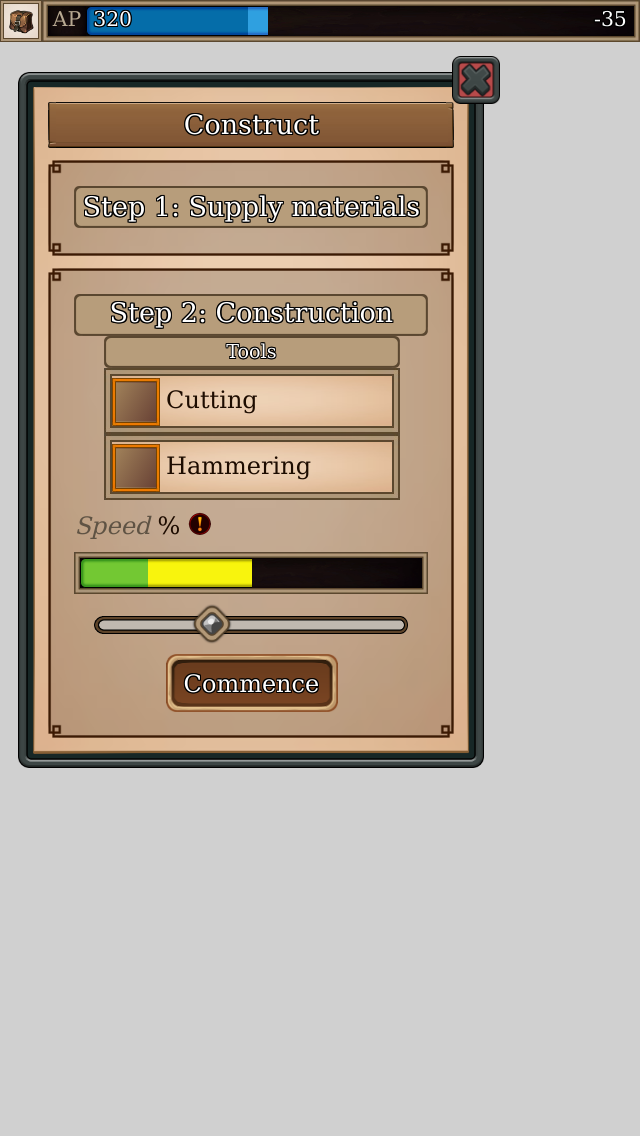 AP 320 -35
Construct
Step 1: Supply materials
Step 2: Construction
Tools
Cutting
Hammering
Speed % !
Commence